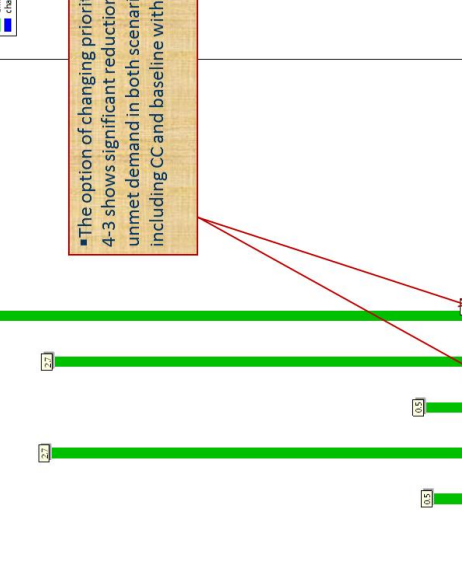 ▪The option of changing priorit
4-3 shows significant reduction
unmet demand in both scenari
including CC and baseline with
2.7
0.5
2.7
0.5